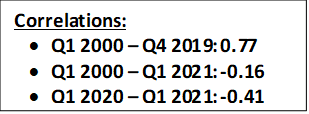 Correlations:
• Q1 2000 – Q4 2019: 0.77
• Q1 2000 – Q1 2021: -0.16
• Q1 2020 – Q1 2021: -0.41